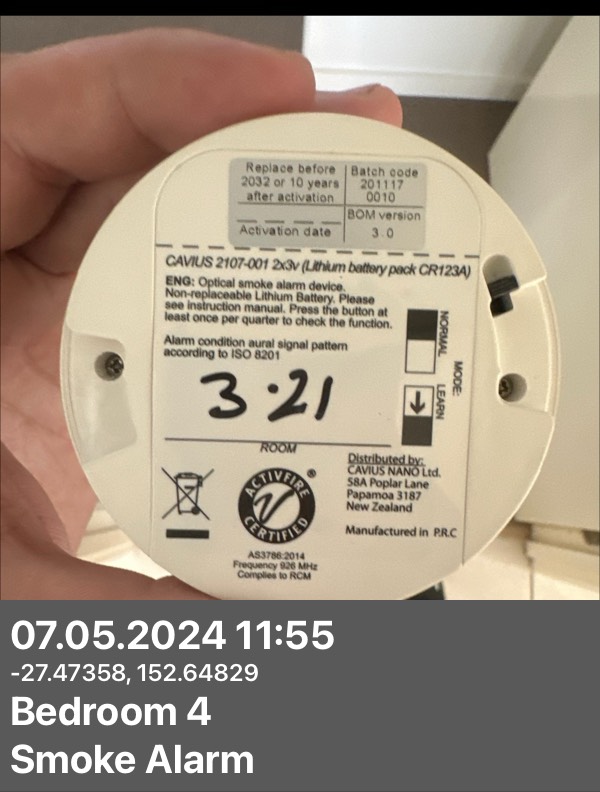 Replace before
2032 or 10 years
after activation
Activation date
Batch code
201117
0010
BOM version
3.0
CAVIUS 2107-001 2x3v (Lithium battery pack CR123A)
ENG: Optical smoke alarm device.
Non-replaceable Lithium Battery. Please
see instruction manual. Press the button at
least once per quarter to check the function.
Alarm condition aural signal pattern
according to ISO 8201
NORMAL
MODE:
LEARN
3.21
ROOM
ACTIVFIRE
®
CERTIFIED
AS3786:2014
Frequency 926 MHz
Complies to RCM
Distributed by:
CAVIUS NANO Ltd.
58A Poplar Lane
Papamoa 3187
New Zealand
Manufactured in P.R.C
07.05.2024 11:55
-27.47358, 152.64829
Bedroom 4
Smoke Alarm